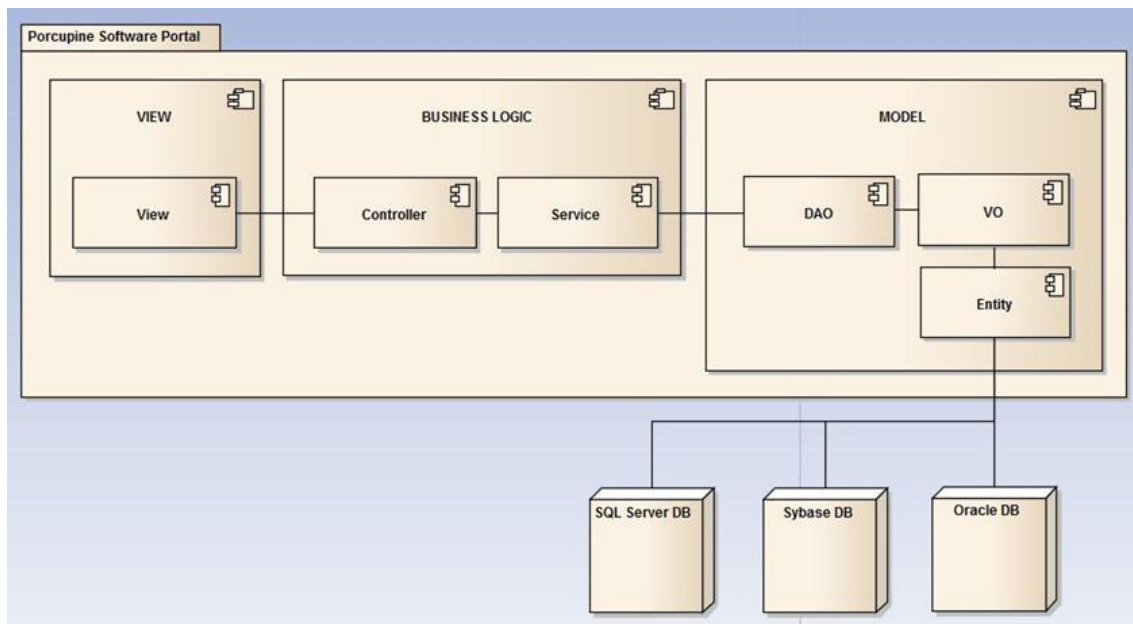 Porcupine Software Portal
VIEW
BUSINESS LOGIC
MODEL
View
Controller
Service
DAO
VO
Entity
SQL Server DB
Sybase DB
Oracle DB